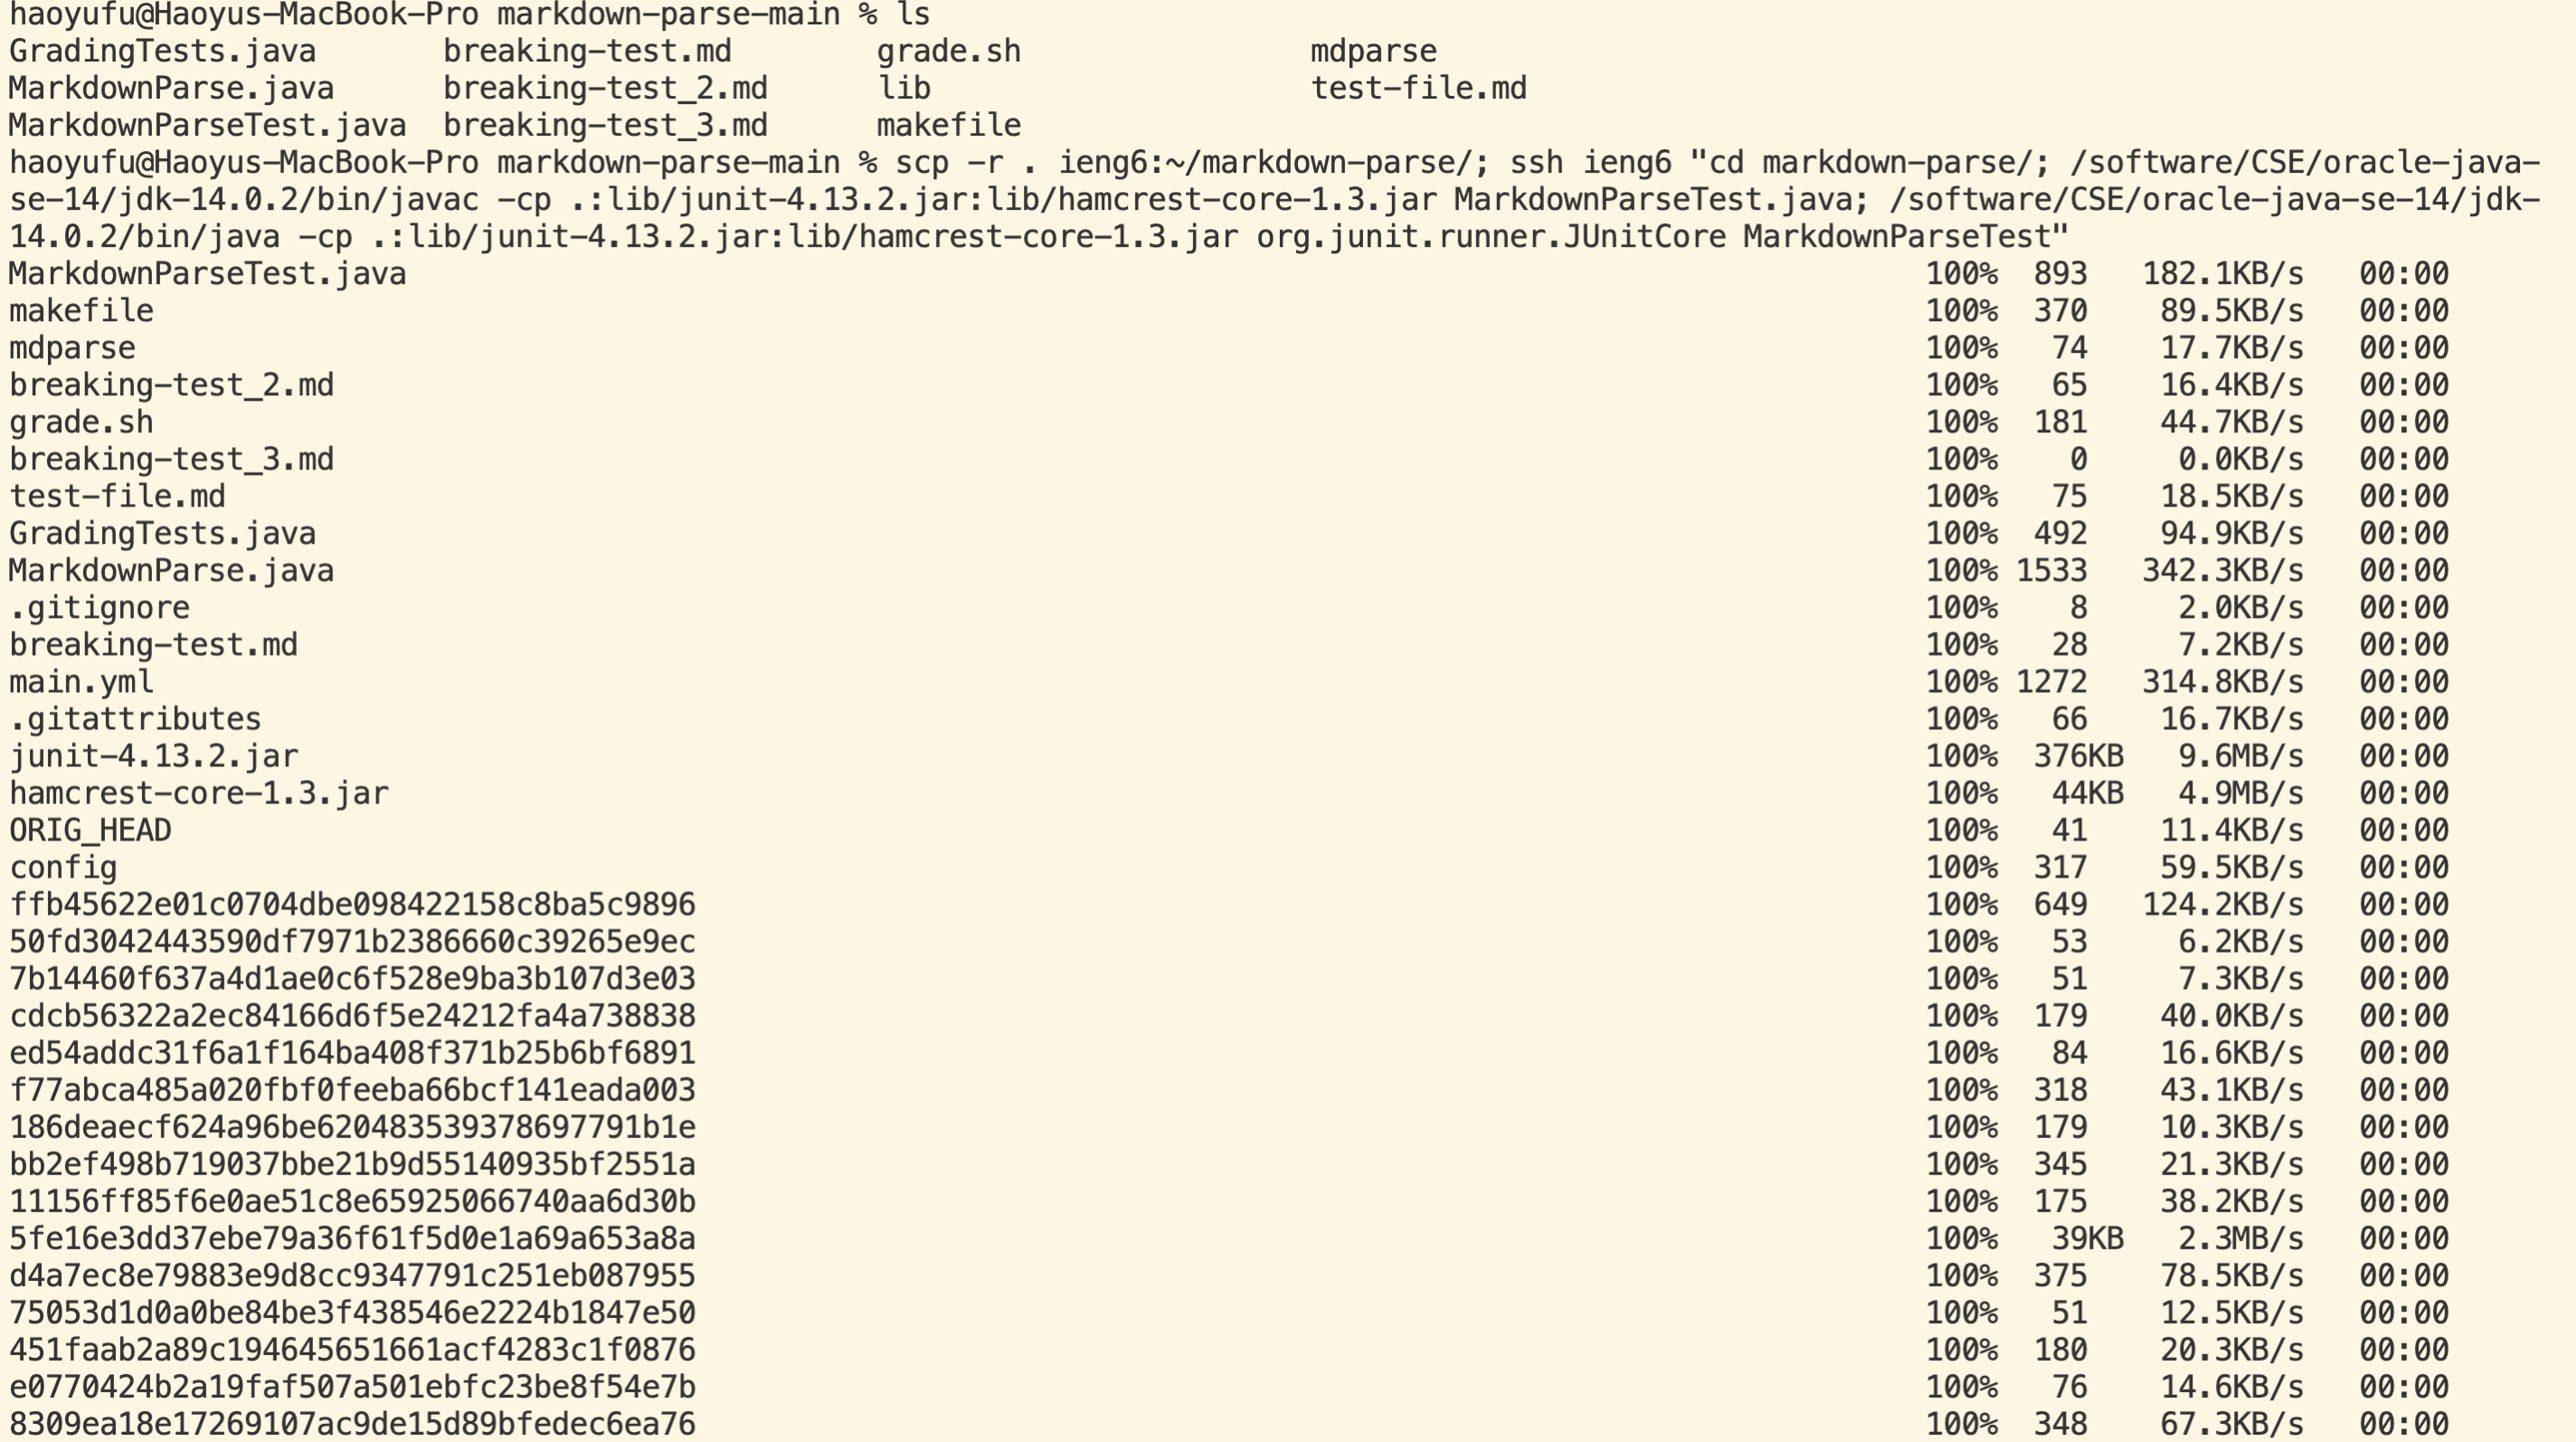 haoyufu@Haoyus-MacBook-Pro markdown-parse-main % ls
GradingTests.java breaking-test.md grade.sh mdparse
MarkdownParse.java breaking-test_2.md lib test-file.md
MarkdownParseTest.java breaking-test_3.md makefile
haoyufu@Haoyus-MacBook-Pro markdown-parse-main % scp -r . ieng6:~/markdown-parse/; ssh ieng6 "cd markdown-parse/; /software/CSE/oracle-java-
se-14/jdk-14.0.2/bin/javac -cp .:lib/junit-4.13.2.jar:lib/hamcrest-core-1.3.jar MarkdownParseTest.java; /software/CSE/oracle-java-se-14/jdk-
14.0.2/bin/java -cp .:lib/junit-4.13.2.jar:lib/hamcrest-core-1.3.jar org.junit.runner.JUnitCore MarkdownParseTest"
MarkdownParseTest.java 100% 893 182.1KB/s 00:00
makefile 100% 370 89.5KB/s 00:00
mdparse 100% 74 17.7KB/s 00:00
breaking-test_2.md 100% 65 16.4KB/s 00:00
grade.sh 100% 181 44.7KB/s 00:00
breaking-test_3.md 100% 0 0.0KB/s 00:00
test-file.md 100% 75 18.5KB/s 00:00
GradingTests.java 100% 492 94.9KB/s 00:00
MarkdownParse.java 100% 1533 342.3KB/s 00:00
.gitignore 100% 8 2.0KB/s 00:00
breaking-test.md 100% 28 7.2KB/s 00:00
main.yml 100% 1272 314.8KB/s 00:00
.gitattributes 100% 66 16.7KB/s 00:00
junit-4.13.2.jar 100% 376KB 9.6MB/s 00:00
hamcrest-core-1.3.jar 100% 44KB 4.9MB/s 00:00
ORIG_HEAD 100% 41 11.4KB/s 00:00
config 100% 317 59.5KB/s 00:00
ffb45622e01c0704dbe098422158c8ba5c9896 100% 649 124.2KB/s 00:00
50fd3042443590df7971b2386660c39265e9ec 100% 53 6.2KB/s 00:00
7b14460f637a4d1ae0c6f528e9ba3b107d3e03 100% 51 7.3KB/s 00:00
cdcb56322a2ec84166d6f5e24212fa4a738838 100% 179 40.0KB/s 00:00
ed54addc31f6a1f164ba408f371b25b6bf6891 100% 84 16.6KB/s 00:00
f77abca485a020fbf0feeba66bcf141eada003 100% 318 43.1KB/s 00:00
186deaecf624a96be620483539378697791b1e 100% 179 10.3KB/s 00:00
bb2ef498b719037bbe21b9d55140935bf2551a 100% 345 21.3KB/s 00:00
11156ff85f6e0ae51c8e65925066740aa6d30b 100% 175 38.2KB/s 00:00
5fe16e3dd37ebe79a36f61f5d0e1a69a653a8a 100% 39KB 2.3MB/s 00:00
d4a7ec8e79883e9d8cc9347791c251eb087955 100% 375 78.5KB/s 00:00
75053d1d0a0be84be3f438546e2224b1847e50 100% 51 12.5KB/s 00:00
451faab2a89c194645651661acf4283c1f0876 100% 180 20.3KB/s 00:00
e0770424b2a19faf507a501ebfc23be8f54e7b 100% 76 14.6KB/s 00:00
8309ea18e17269107ac9de15d89bfedec6ea76 100% 348 67.3KB/s 00:00